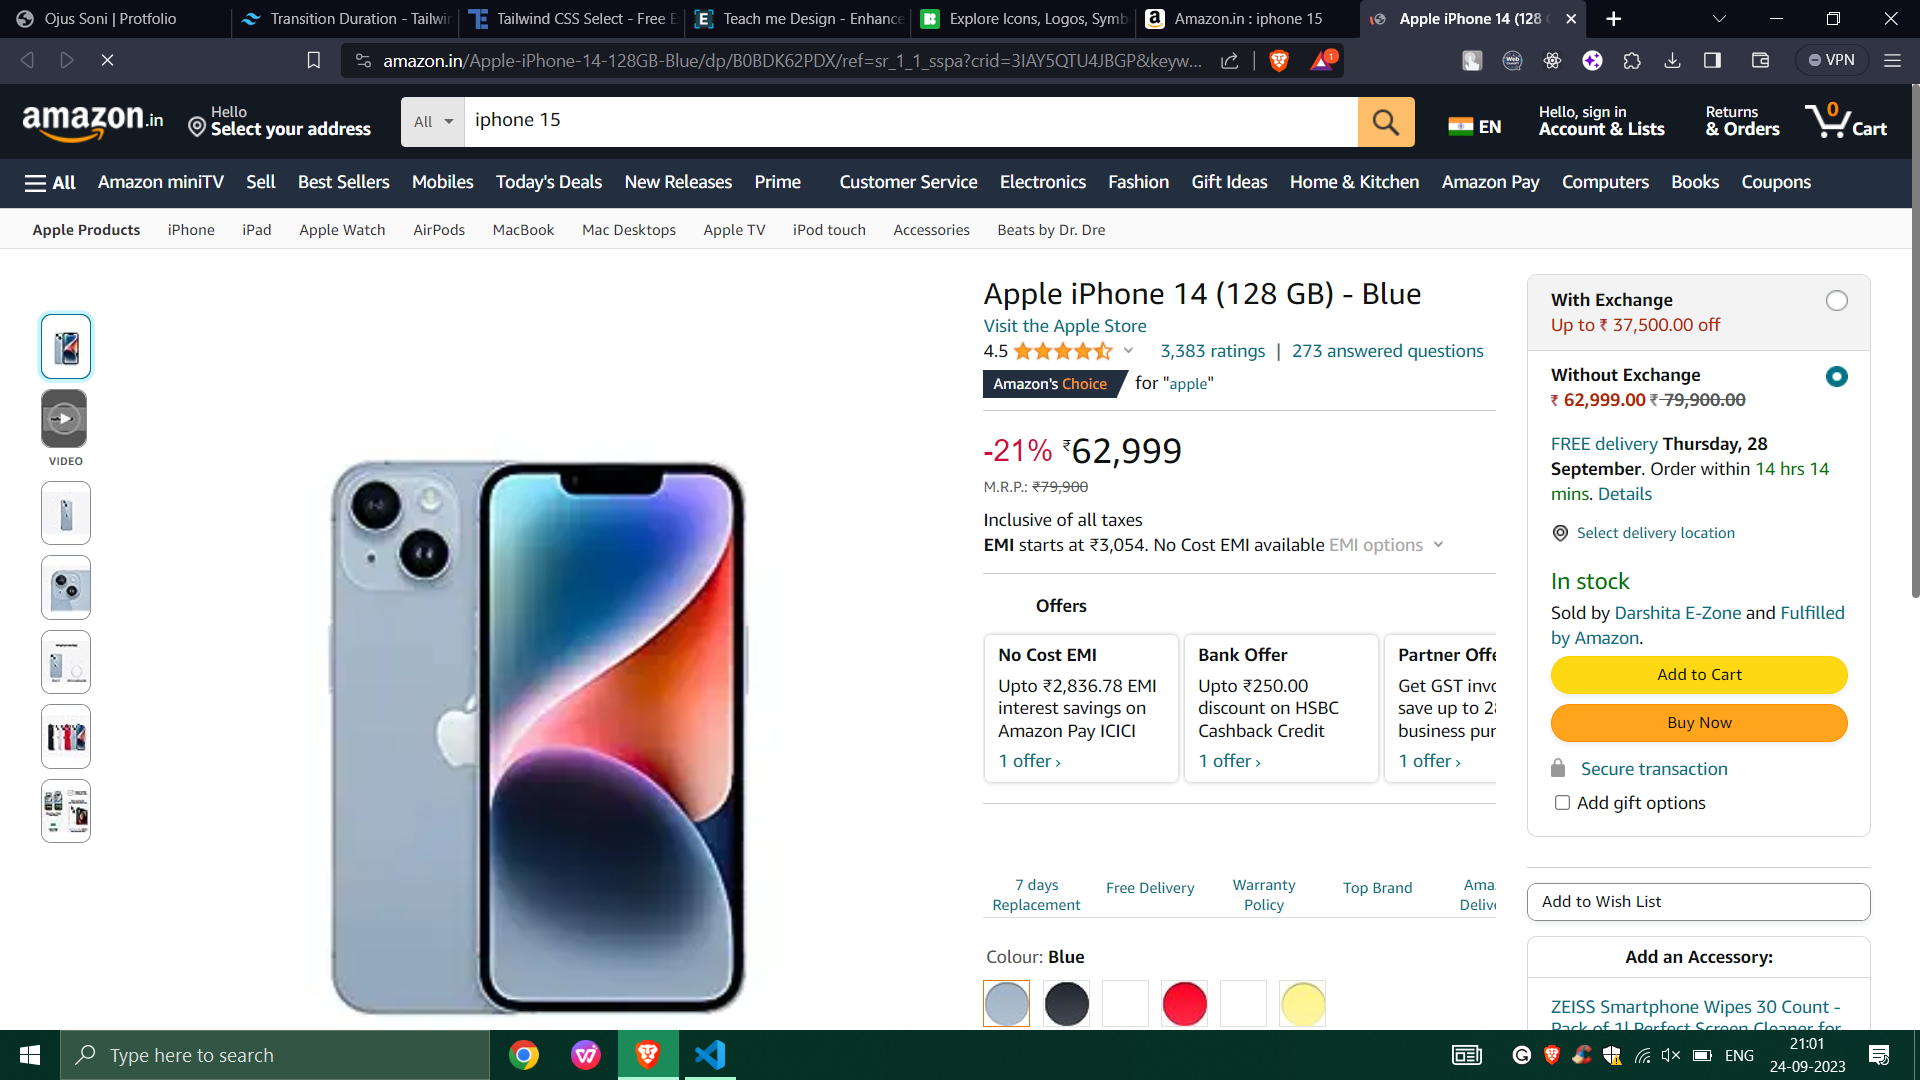 Ojus Soni | Protfolio
Transition Duration - Tailwin
Tailwind CSS Select - Free E
Teach me Design - Enhance
Explore Icons, Logos, Symb
Amazon.in : iphone 15
Apple iPhone 14 (128
amazon.in/Apple-iPhone-14-128GB-Blue/dp/B0BDK62PDX/ref=sr_1_1_sspa?crid=3IAY5QTU4JBGP&keyw...
1
VPN
amazon.in
Hello
Select your address
All
iphone 15
EN
Hello, sign in
Account & Lists
Returns
& Orders
0
Cart
All
Amazon miniTV
Sell
Best Sellers
Mobiles
Today's Deals
New Releases
Prime
Customer Service
Electronics
Fashion
Gift Ideas
Home & Kitchen
Amazon Pay
Computers
Books
Coupons
Apple Products
iPhone
iPad
Apple Watch
AirPods
MacBook
Mac Desktops
Apple TV
iPod touch
Accessories
Beats by Dr. Dre
VIDEO
Apple iPhone 14 (128 GB) - Blue
Visit the Apple Store
4.5
3,383 ratings | 273 answered questions
Amazon's Choice for "apple"
-21% ₹62,999
M.R.P.: ₹79,900
Inclusive of all taxes
EMI starts at ₹3,054. No Cost EMI available EMI options
Offers
No Cost EMI
Upto ₹2,836.78 EMI
interest savings on
Amazon Pay ICICI
1 offer ›
Bank Offer
Upto ₹250.00
discount on HSBC
Cashback Credit
1 offer ›
Partner Offe
Get GST invo
save up to 28
business pur
1 offer ›
7 days
Replacement
Free Delivery
Warranty
Policy
Top Brand
Ama
Delive
Colour: Blue
With Exchange
Up to ₹ 37,500.00 off
Without Exchange
₹ 62,999.00 ₹ 79,900.00
FREE delivery Thursday, 28
September. Order within 14 hrs 14
mins. Details
Select delivery location
In stock
Sold by Darshita E-Zone and Fulfilled
by Amazon.
Add to Cart
Buy Now
Secure transaction
Add gift options
Add to Wish List
Add an Accessory:
ZEISS Smartphone Wipes 30 Count -
Pack of 1| Perfect Screen Cleaner for
Type here to search
ENG
21:01
24-09-2023